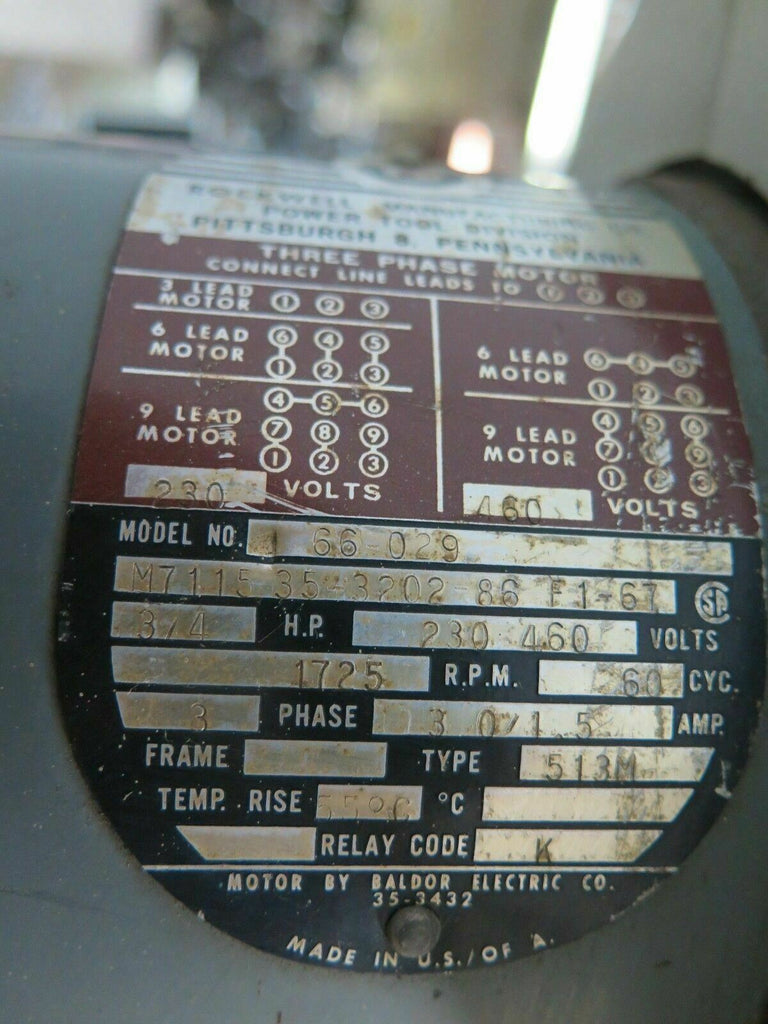 ROCKWELL MANUFACTURING CO.
POWER TOOL DIVISION
PITTSBURGH 8, PENNSYLVANIA
THREE PHASE MOTOR
CONNECT LINE LEADS TO ① ② ③
3 LEAD MOTOR ① ② ③
6 LEAD MOTOR
⑥ ④ ⑤
① ② ③
9 LEAD MOTOR
④ ⑤ ⑥
⑦ ⑧ ⑨
① ② ③
230 VOLTS
6 LEAD MOTOR
⑥ ④ ⑤
① ② ③
9 LEAD MOTOR
④ ⑤ ⑥
⑦ ⑧ ⑨
① ② ③
460 VOLTS
MODEL NO. 66-029
M7115 35-3202-86 F1-67 SA
3/4 H.P. 230-460 VOLTS
1725 R.P.M. 60 CYC.
3 PHASE 3.0/1.5 AMP.
FRAME TYPE 513M
TEMP. RISE 55°C °C
RELAY CODE K
MOTOR BY BALDOR ELECTRIC CO.
35-3432
MADE IN U.S./OF A.